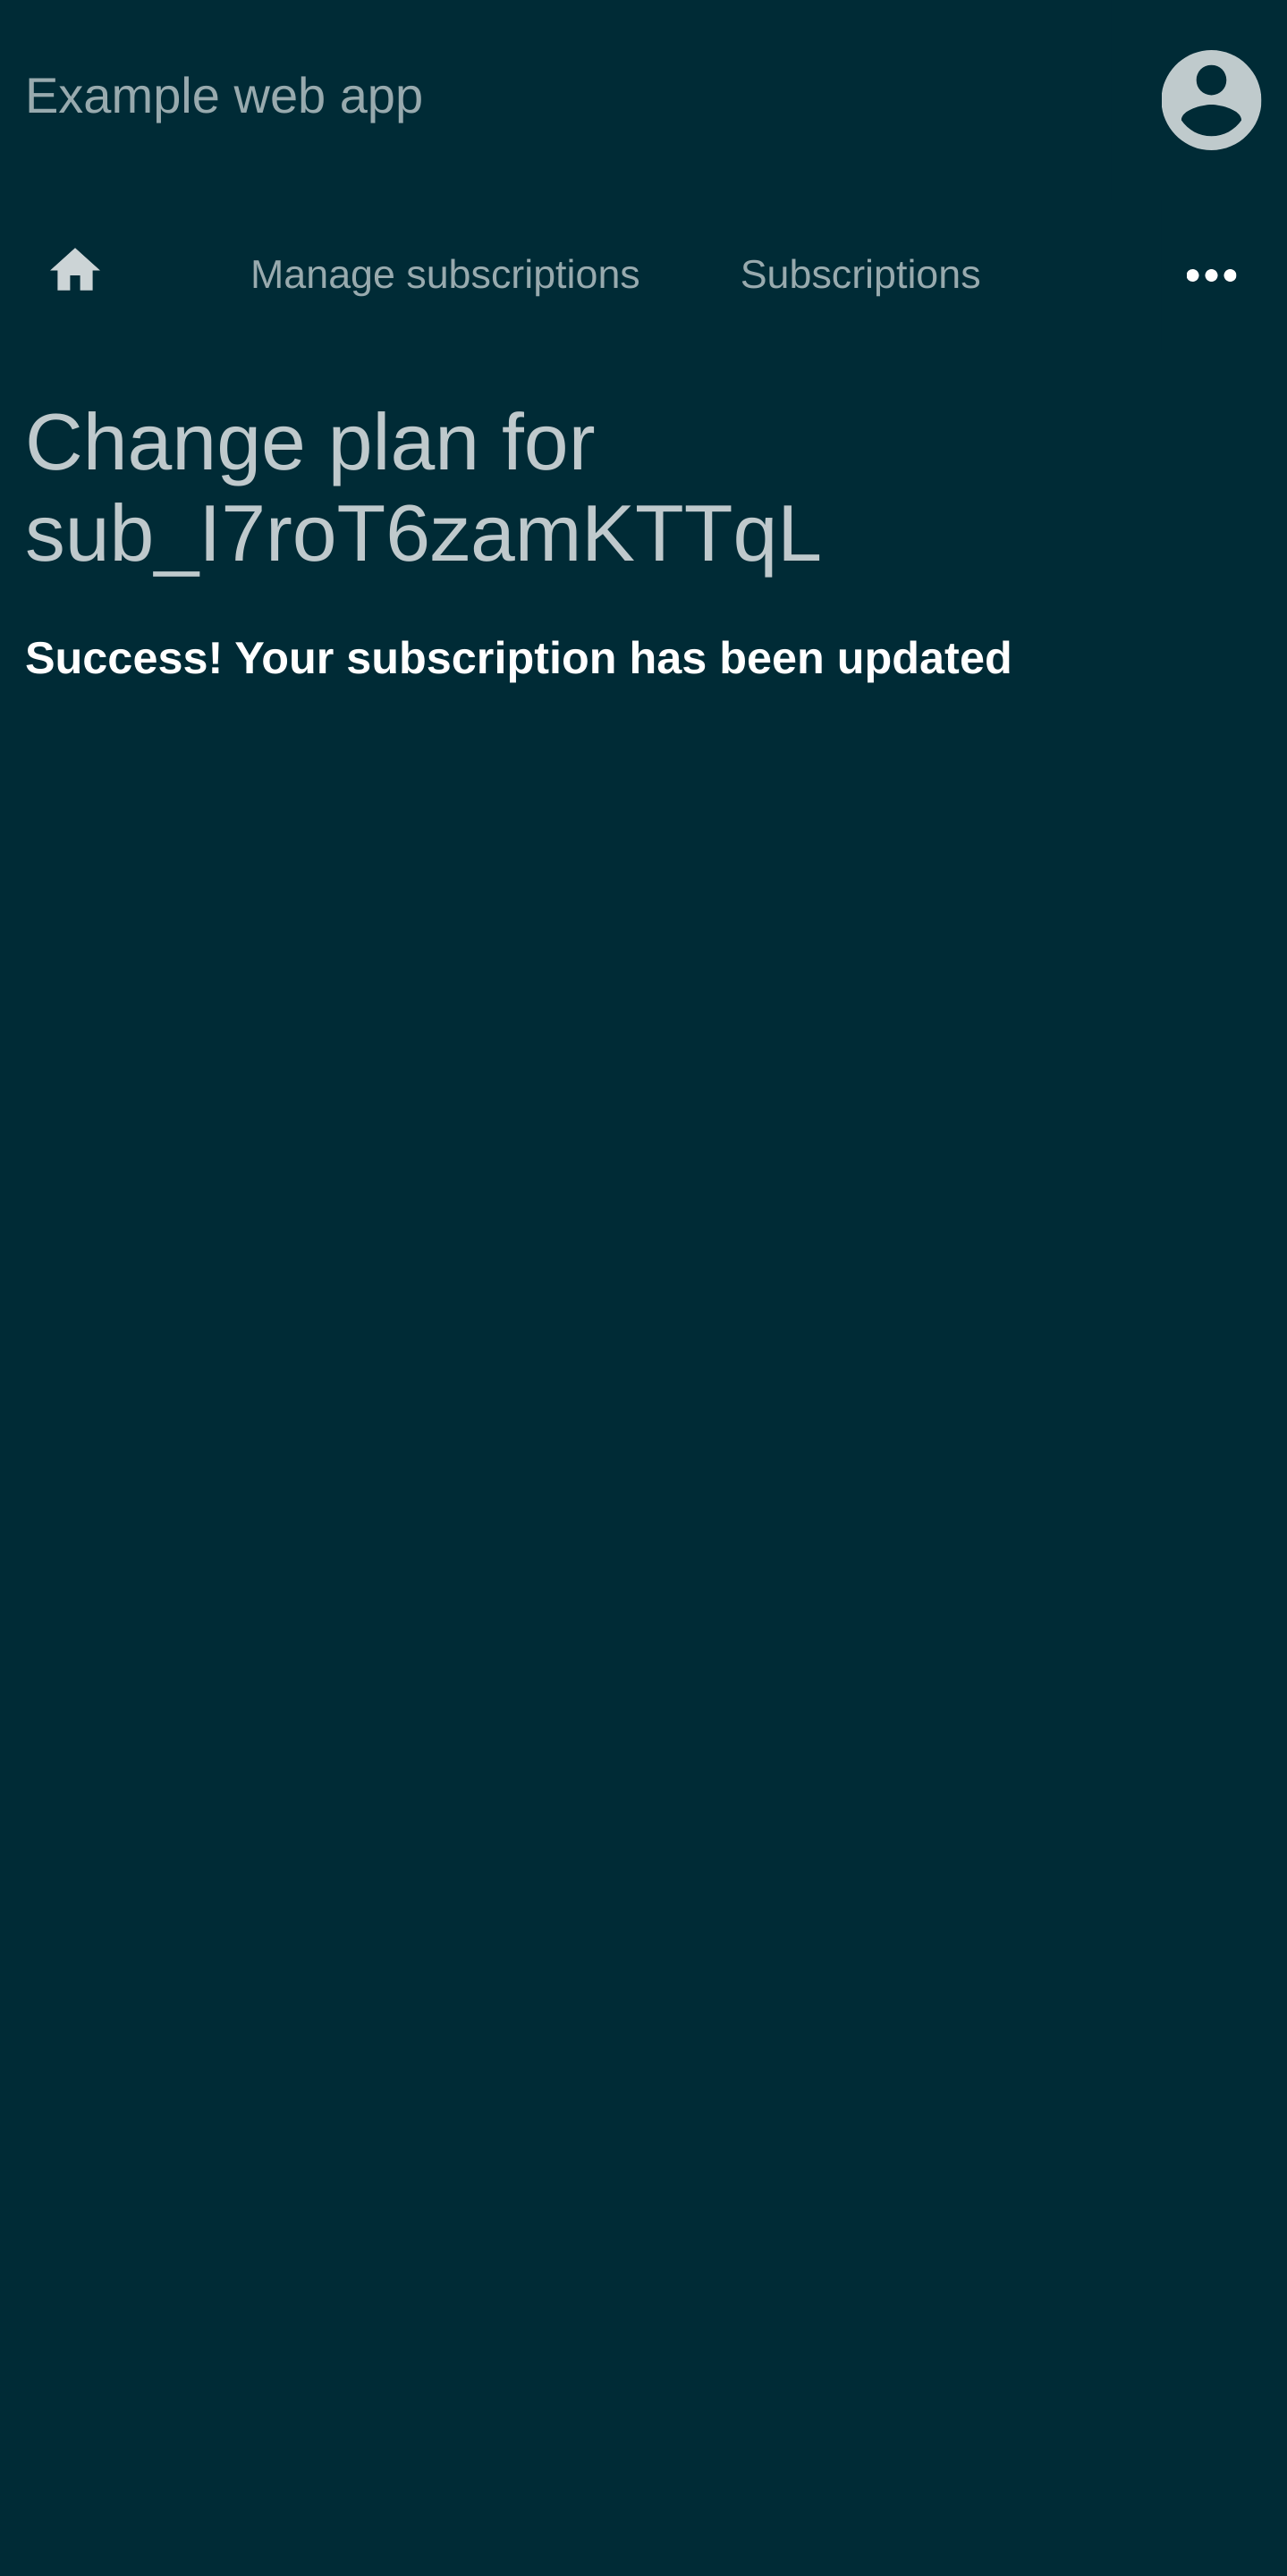 Example web app
Manage subscriptions Subscriptions
Change plan for
sub_I7roT6zamKTTqL
Success! Your subscription has been updated